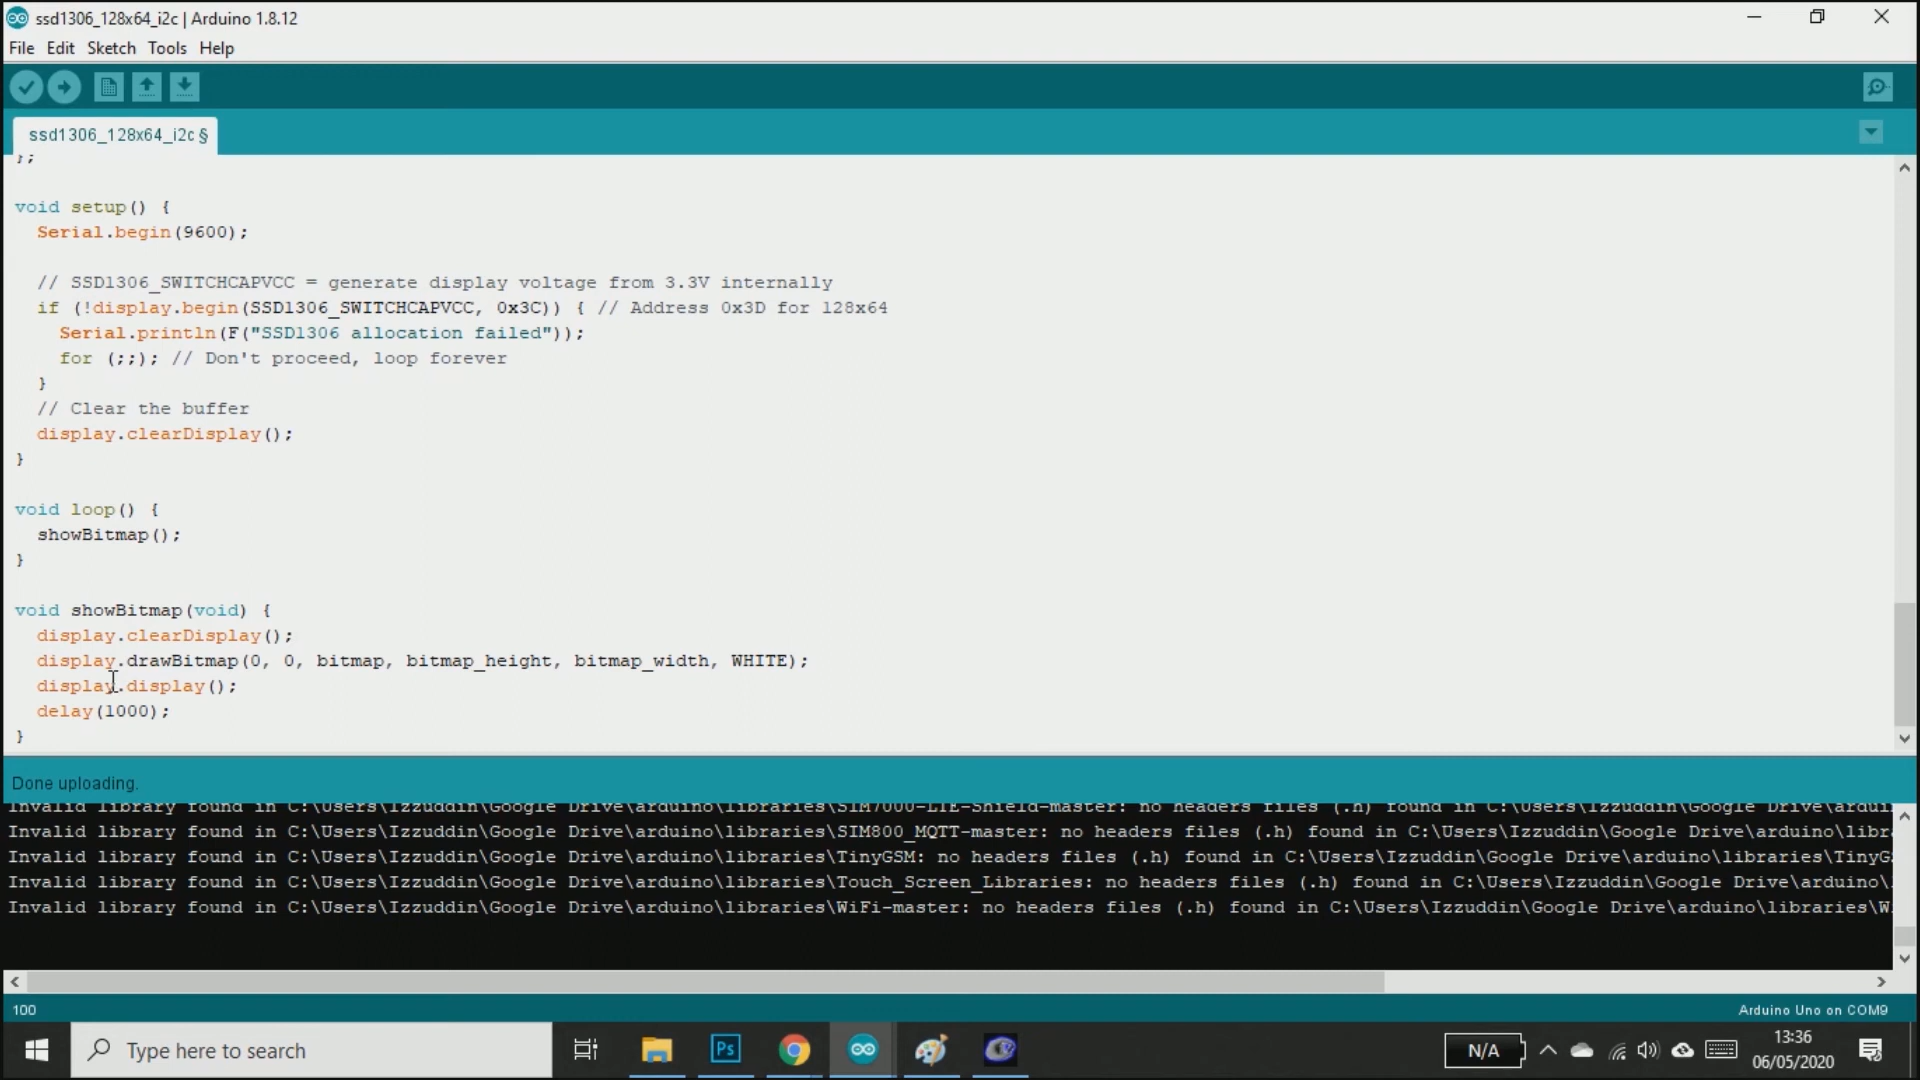 ssd1306_128x64_i2c | Arduino 1.8.12
File Edit Sketch Tools Help
ssd1306_128x64_i2c §
};
void setup() {
Serial.begin(9600);
// SSD1306_SWITCHCAPVCC = generate display voltage from 3.3V internally
if (!display.begin(SSD1306_SWITCHCAPVCC, 0x3C)) { // Address 0x3D for 128x64
Serial.println(F("SSD1306 allocation failed"));
for (;;); // Don't proceed, loop forever
}
// Clear the buffer
display.clearDisplay();
}
void loop() {
showBitmap();
}
void showBitmap(void) {
display.clearDisplay();
display.drawBitmap(0, 0, bitmap, bitmap_height, bitmap_width, WHITE);
display.display();
delay(1000);
}
Done uploading.
Invalid library found in C:\Users\Izzuddin\Google Drive\arduino\libraries\SIM7000-LTE-Shield-master: no headers files (.h) found in C:\Users\Izzuddin\Google Drive\ardui
Invalid library found in C:\Users\Izzuddin\Google Drive\arduino\libraries\SIM800_MQTT-master: no headers files (.h) found in C:\Users\Izzuddin\Google Drive\arduino\libr
Invalid library found in C:\Users\Izzuddin\Google Drive\arduino\libraries\TinyGSM: no headers files (.h) found in C:\Users\Izzuddin\Google Drive\arduino\libraries\TinyG
Invalid library found in C:\Users\Izzuddin\Google Drive\arduino\libraries\Touch_Screen_Libraries: no headers files (.h) found in C:\Users\Izzuddin\Google Drive\arduino\
Invalid library found in C:\Users\Izzuddin\Google Drive\arduino\libraries\WiFi-master: no headers files (.h) found in C:\Users\Izzuddin\Google Drive\arduino\libraries\W
100
Arduino Uno on COM9
Type here to search
Ps
N/A
13:36
06/05/2020